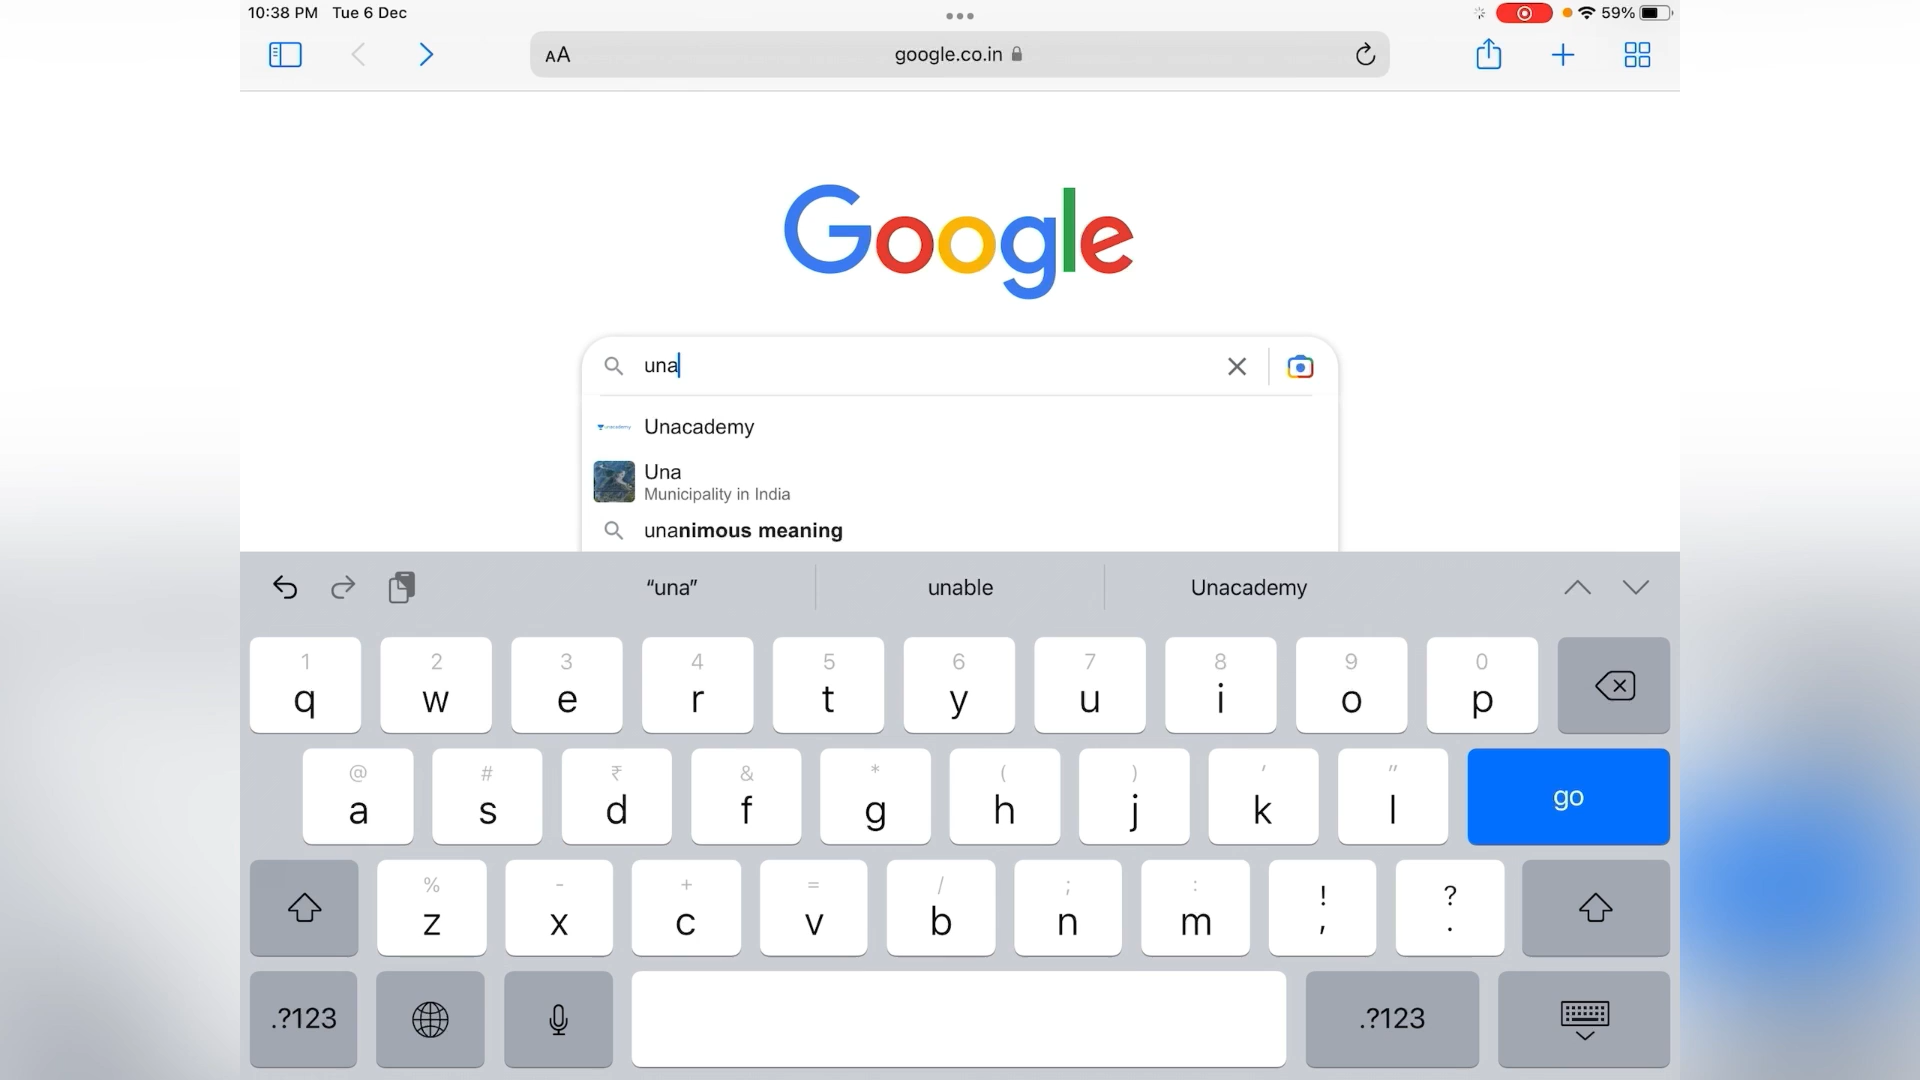 10:38 PM Tue 6 Dec
59%
AA
google.co.in
Google
una
unacademy Unacademy
Una
Municipality in India
unanimous meaning
“una” unable Unacademy
1 2 3 4 5 6 7 8 9 0
q w e r t y u i o p
@ # ₹ & * ( ) ' "
a s d f g h j k l go
% - + = / ; : ! ?
z x c v b n m , .
.?123 .?123